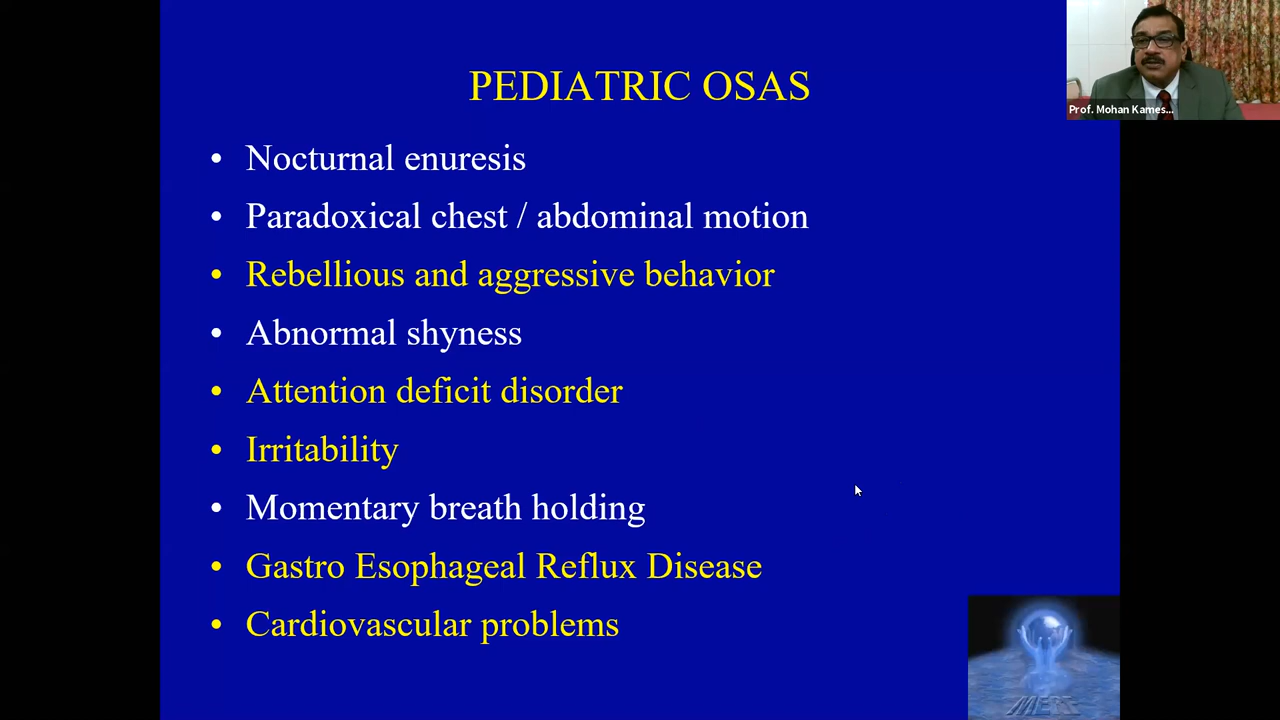 PEDIATRIC OSAS
Prof. Mohan Kames...
• Nocturnal enuresis
• Paradoxical chest / abdominal motion
• Rebellious and aggressive behavior
• Abnormal shyness
• Attention deficit disorder
• Irritability
• Momentary breath holding
• Gastro Esophageal Reflux Disease
• Cardiovascular problems